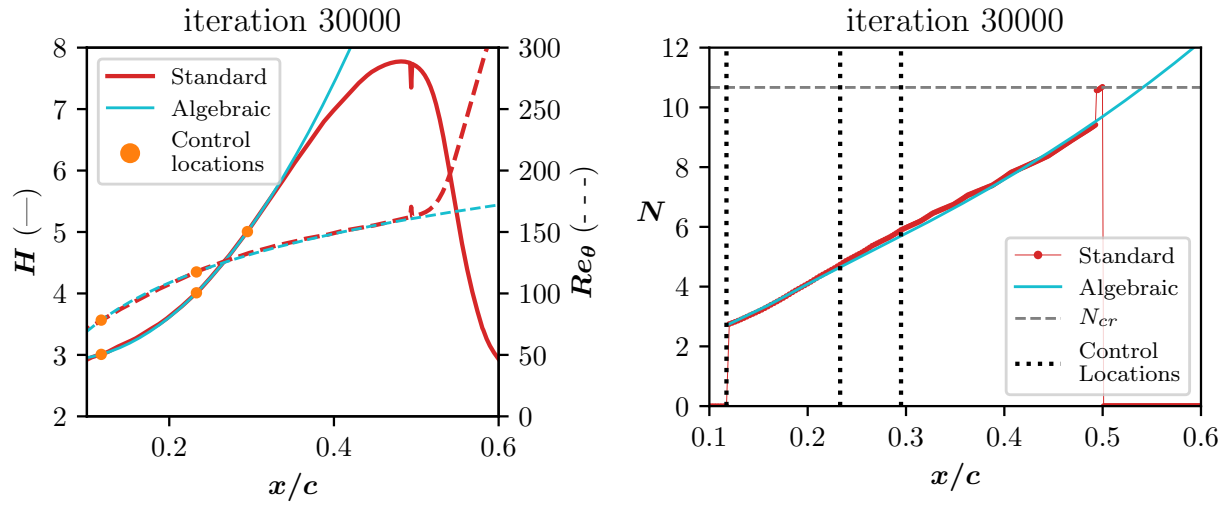 iteration 30000
8
7
6
5
4
3
2
H (—)
300
250
200
150
100
50
0
Re_θ (- - -)
0.2
0.4
0.6
x/c
Standard
Algebraic
Control
locations
iteration 30000
12
10
8
6
4
2
0
N
0.1
0.2
0.3
0.4
0.5
0.6
x/c
Standard
Algebraic
N_cr
Control
Locations